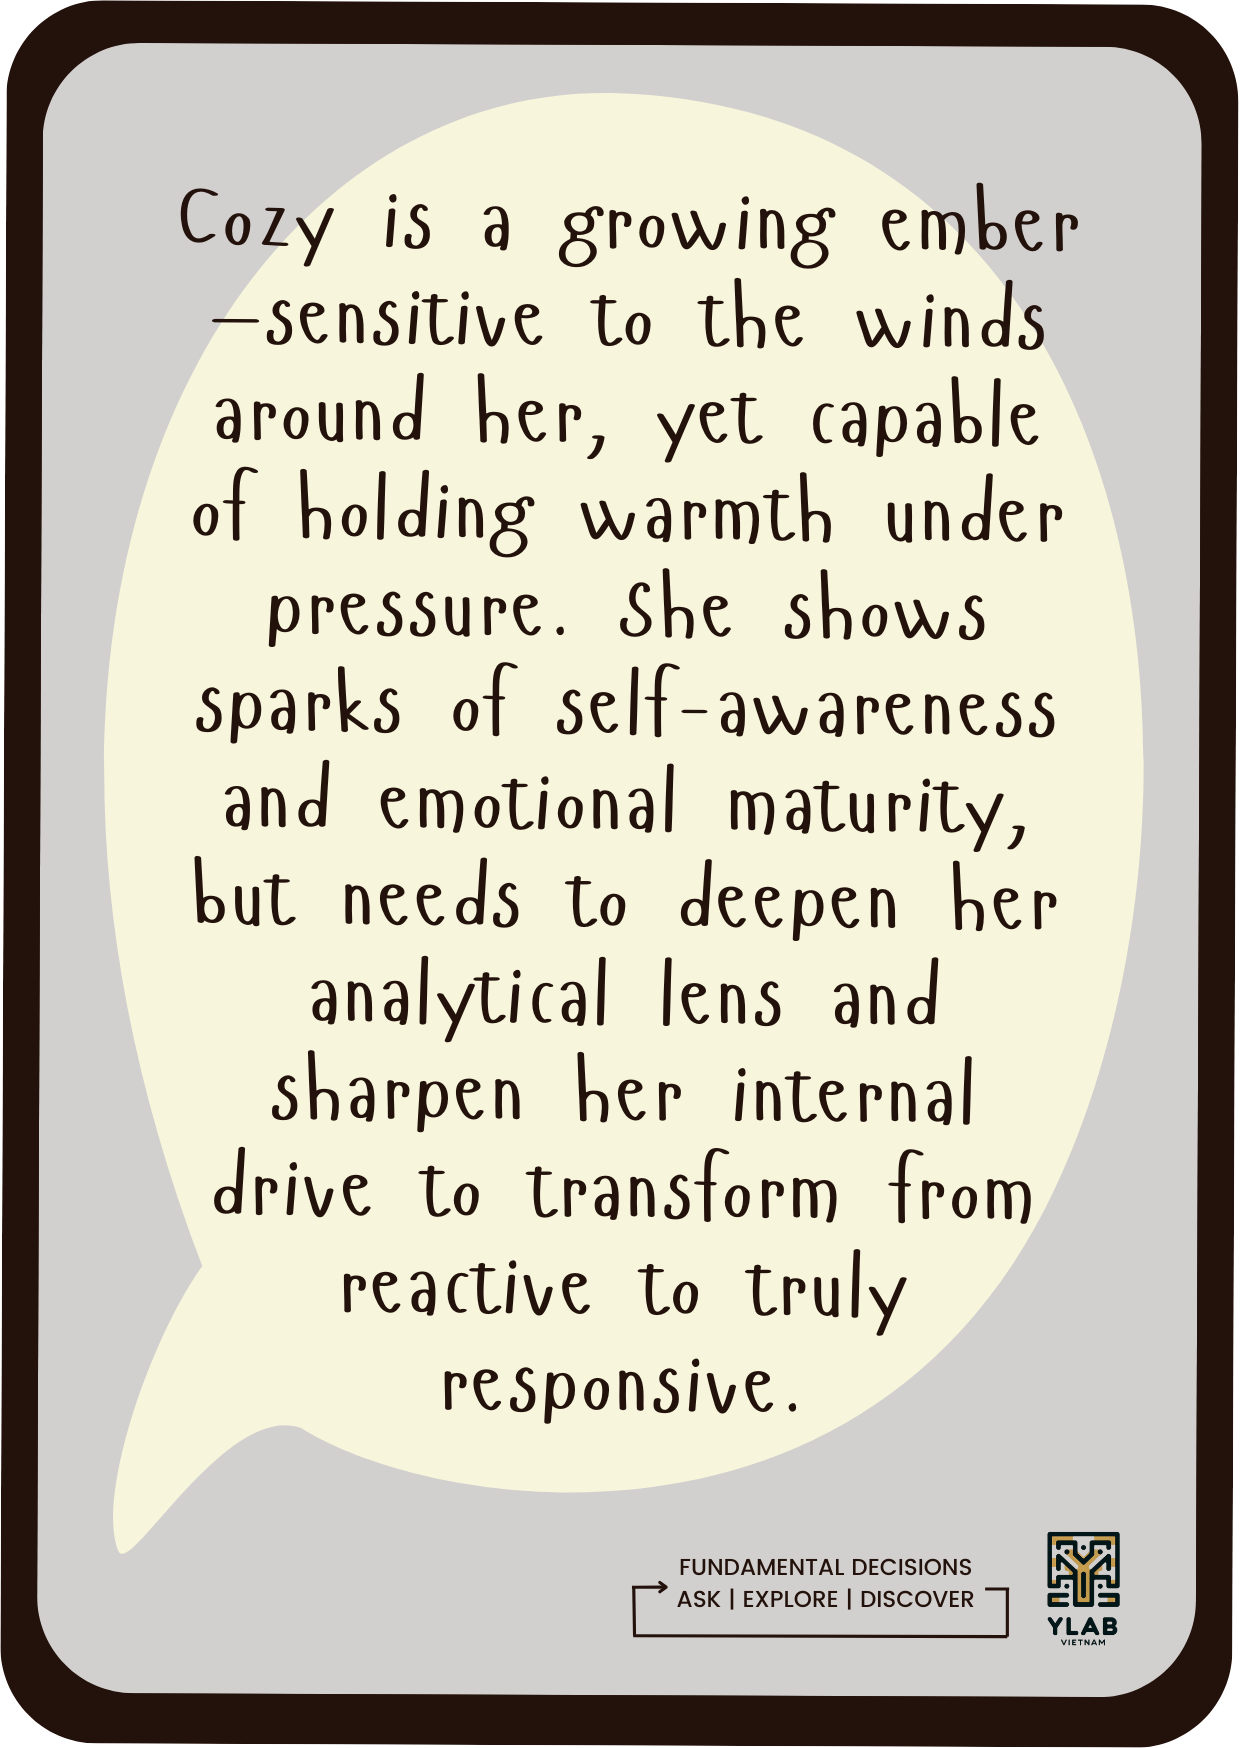 Cozy is a growing ember
—sensitive to the winds
around her, yet capable
of holding warmth under
pressure. She shows
sparks of self-awareness
and emotional maturity,
but needs to deepen her
analytical lens and
sharpen her internal
drive to transform from
reactive to truly
responsive.
FUNDAMENTAL DECISIONS
ASK | EXPLORE | DISCOVER
YLAB
VIETNAM